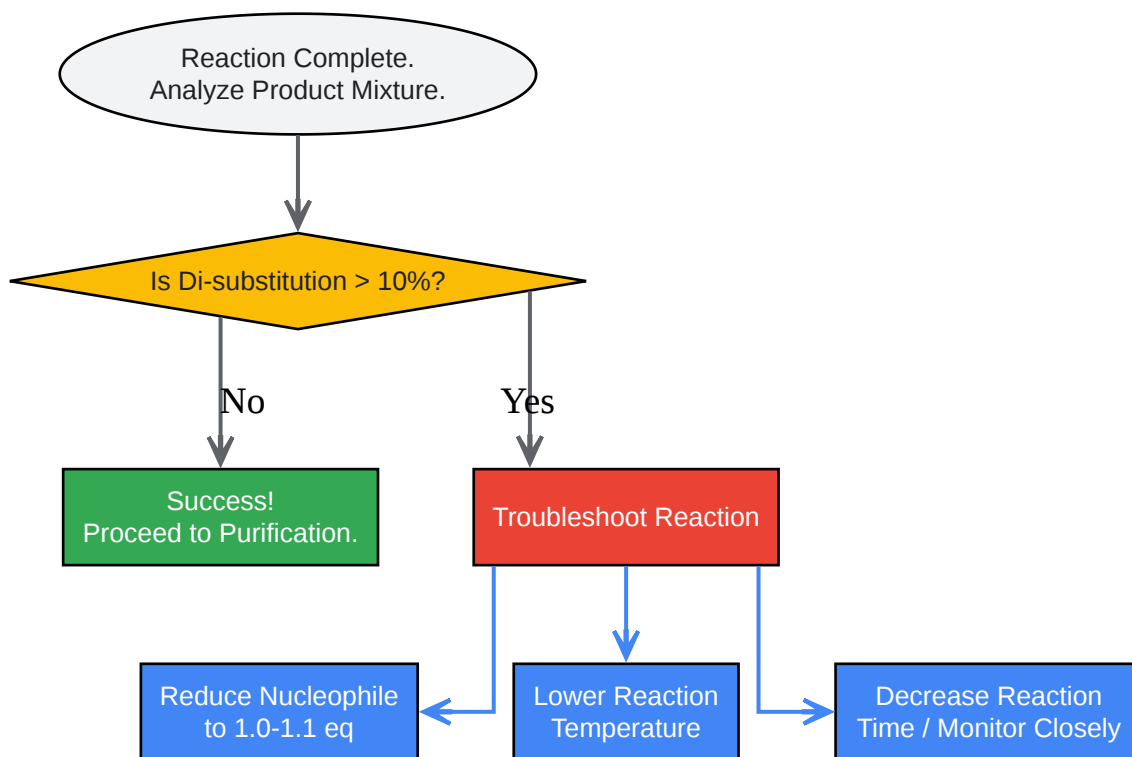 Reaction Complete.
Analyze Product Mixture.
Is Di-substitution > 10%?
No
Yes
Success!
Proceed to Purification.
Troubleshoot Reaction
Reduce Nucleophile
to 1.0-1.1 eq
Lower Reaction
Temperature
Decrease Reaction
Time / Monitor Closely